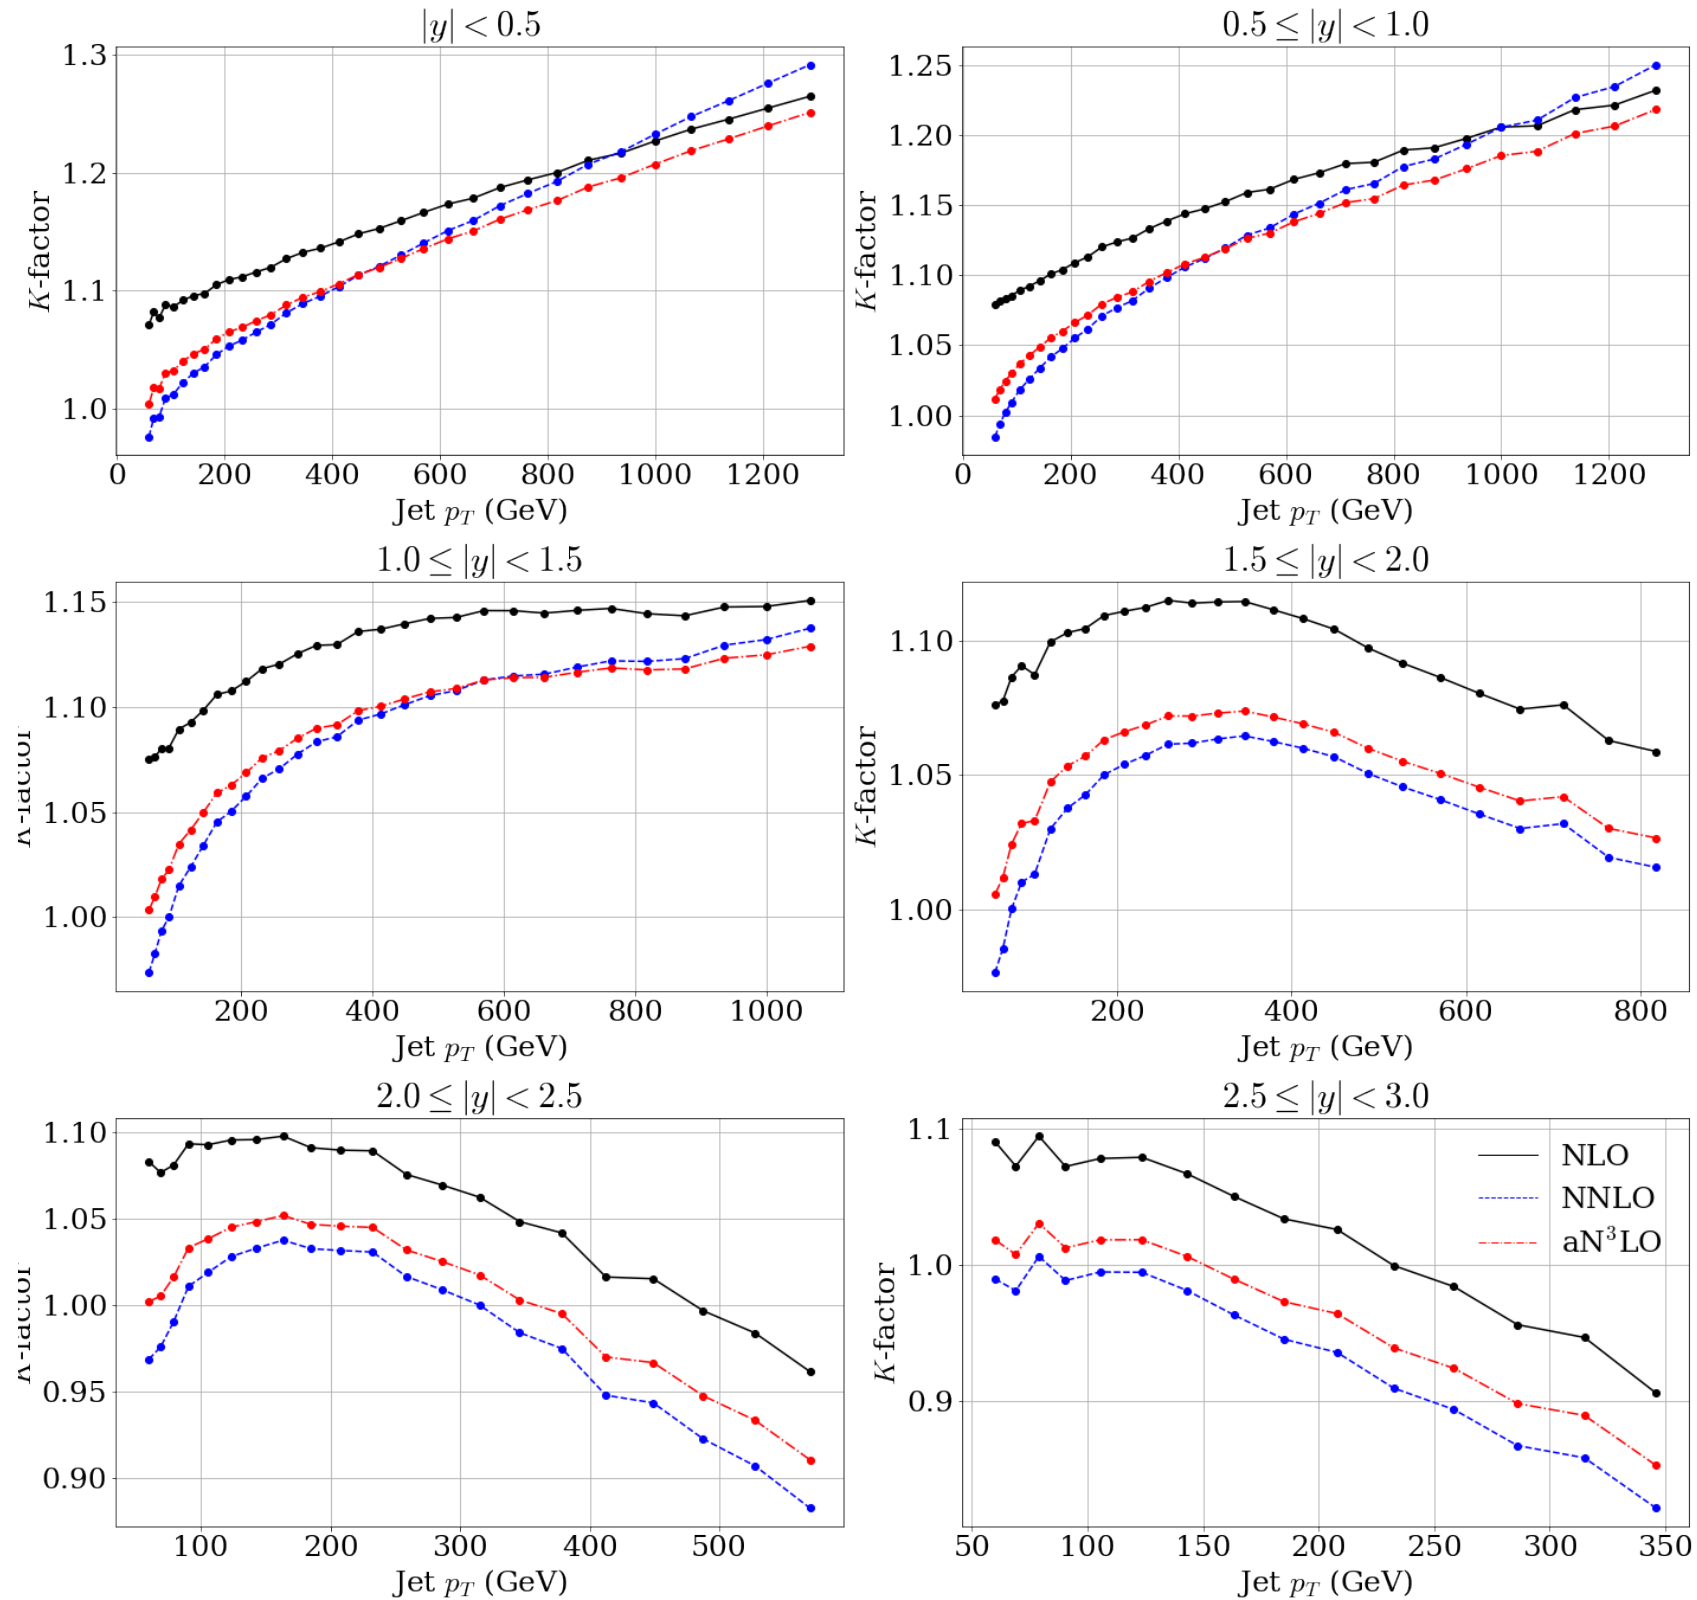 |y| < 0.5
1.3
1.2
1.1
1.0
K-factor
0 200 400 600 800 1000 1200
Jet p_T (GeV)
0.5 ≤ |y| < 1.0
1.25
1.20
1.15
1.10
1.05
1.00
K-factor
0 200 400 600 800 1000 1200
Jet p_T (GeV)
1.0 ≤ |y| < 1.5
1.15
1.10
1.05
1.00
K-factor
200 400 600 800 1000
Jet p_T (GeV)
1.5 ≤ |y| < 2.0
1.10
1.05
1.00
K-factor
200 400 600 800
Jet p_T (GeV)
2.0 ≤ |y| < 2.5
1.10
1.05
1.00
0.95
0.90
K-factor
100 200 300 400 500
Jet p_T (GeV)
2.5 ≤ |y| < 3.0
1.1
1.0
0.9
K-factor
NLO
NNLO
aN³LO
50 100 150 200 250 300 350
Jet p_T (GeV)